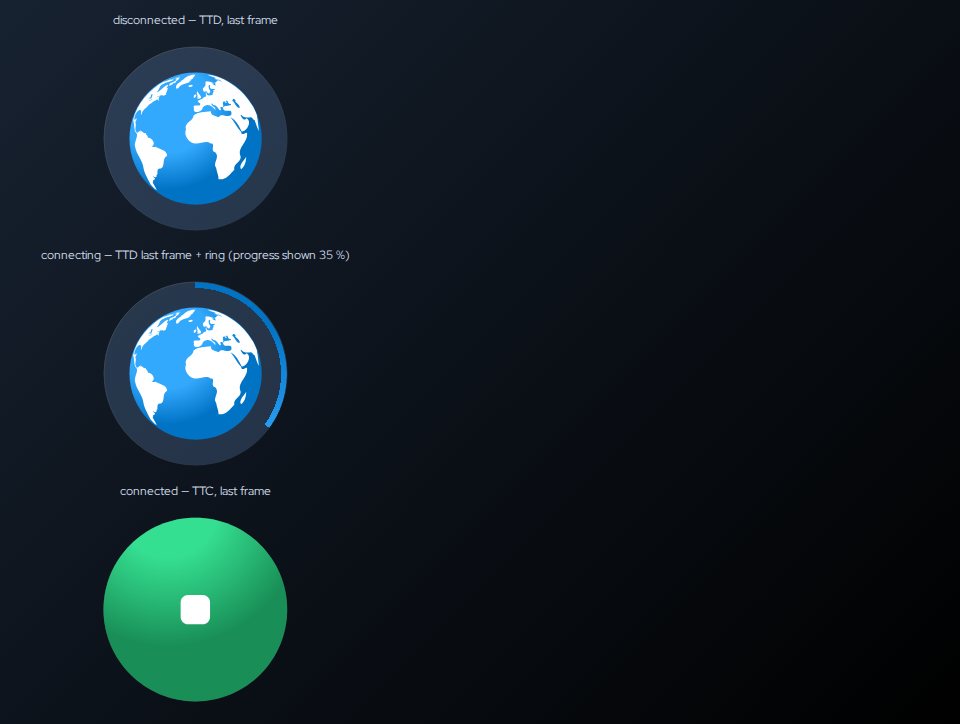 disconnected – TTD, last frame
connecting – TTD last frame + ring (progress shown 35 %)
connected – TTC, last frame